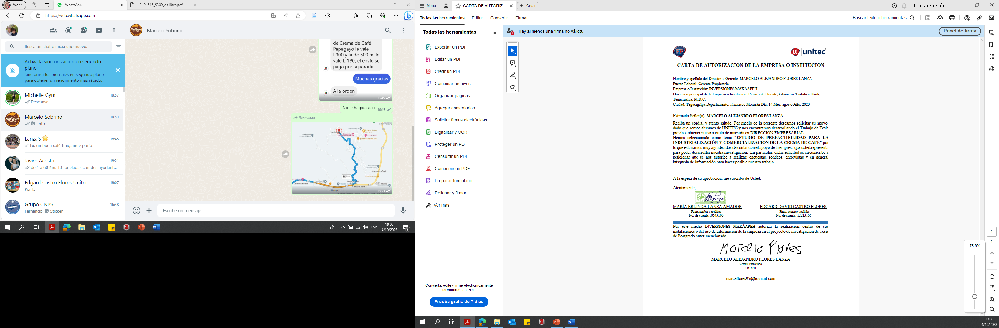 Work
WhatsApp
13101545_S300_es-libre.pdf
https://web.whatsapp.com
Marcelo Sobrino
Busca un chat o inicia uno nuevo.
Activa la sincronización en segundo
plano
Sincroniza los mensajes en segundo plano
para obtener un rendimiento más rápido.
Michelle Gym
18:57
Descanse
Marcelo Sobrino
18:53
Foto
Lanza's
18:45
Tú: un buen café traiganme porfa
Javier Acosta
18:21
de 1 a 60 Km. 10 toneladas con dos ayudant...
Edgard Castro Flores Unitec
18:07
Por fa
Grupo CNBS
16:38
Fernando: Sticker
de Crema de Café
Papagayo le vale
L300 y la de 500 ml le
vale L 190, el envío se
paga por separado
Muchas gracias
A la orden
16:45
No le hagas caso
16:45
Reenviado
Carretera a Danlí
Carretera a Danlí
Carretera a Danlí
Google
18:53
Escribe un mensaje
ESP
19:06
4/10/2023
7
Menú
CARTA DE AUTORIZ...
Crear
Iniciar sesión
Todas las herramientas
Editar
Convertir
Firmar
Buscar texto o herramientas
Todas las herramientas
Exportar un PDF
Editar un PDF
Crear un PDF
Combinar archivos
Organizar páginas
Agregar comentarios
Solicitar firmas electrónicas
Digitalizar y OCR
Proteger un PDF
Censurar un PDF
Comprimir un PDF
Preparar formulario
Rellenar y firmar
Ver más
Convierta, edite y firme electrónicamente
formularios en PDF.
Prueba gratis de 7 días
Hay al menos una firma no válida.
Panel de firma
FP
unitec
CARTA DE AUTORIZACIÓN DE LA EMPRESA O INSTITUCIÓN
Nombre y apellido del Director o Gerente: MARCELO ALEJANDRO FLORES LANZA
Puesto Laboral: Gerente Propietario
Empresa o Institución: INVERSIONES MAKÁAPEH
Dirección principal de la Empresa o Institución: Pinares de Oriente, kilómetro 9 salida a Danlí,
Tegucigalpa, M.D.C.
Ciudad: Tegucigalpa Departamento: Francisco Morazán Día: 14 Mes: agosto Año: 2023
Estimado Señor(a): MARCELO ALEJANDRO FLORES LANZA
Reciba un cordial y atento saludo. Por medio de la presente deseamos solicitar su apoyo,
dado que somos alumnos de UNITEC y nos encontramos desarrollando el Trabajo de Tesis
previo a obtener nuestro título de maestría en DIRECCIÓN EMPRESARIAL
Hemos seleccionado como tema “ESTUDIO DE PREFACTIBILIDAD PARA LA
INDUSTRIALIZACIÓN Y COMERCIALIZACIÓN DE LA CREMA DE CAFÉ” por
lo que estaríamos muy agradecidos de contar con el apoyo de la empresa que usted representa
para poder desarrollar nuestra investigación. En particular, dicha solicitud se circunscribe a
peticionar que se nos autorice a realizar: encuestas, sondeos, entrevistas y en general
búsqueda de información para hacer posible nuestro trabajo.
A la espera de su aprobación, me suscribo de Usted.
Atentamente,
MARÍA ERLINDA LANZA AMADOR
EDGARD DAVID CASTRO FLORES
Firma, nombre y apellidos
Firma, nombre y apellidos
No. de cuenta:10543106
No. de cuenta: 12213165
Por este medio INVERSIONES MAKÁAPEH autoriza la realización dentro de sus
instalaciones o del uso de información de la empresa en el proyecto de investigación de Tesis
de Postgrado antes mencionado.
Marcelo Flores
MARCELO ALEJANDRO FLORES LANZA
Gerente Propietario
33416711
marceflores95@hotmail.com
1
1
75.8%
19:06
4/10/2023